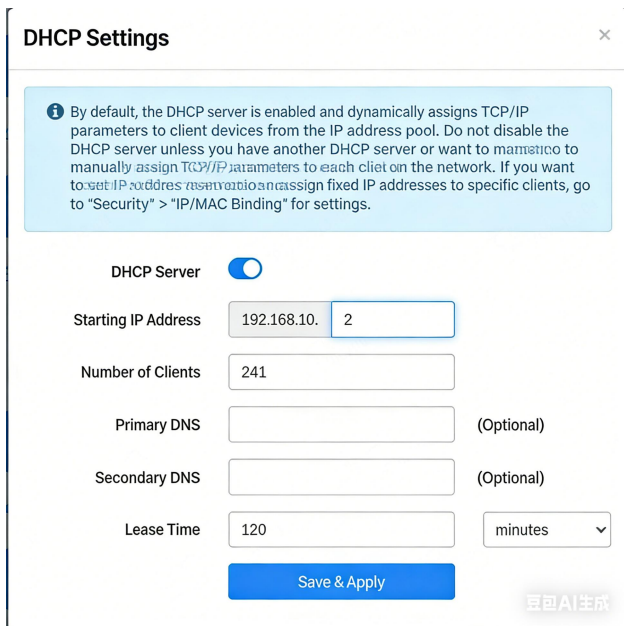 DHCP Settings
×
By default, the DHCP server is enabled and dynamically assigns TCP/IP
parameters to client devices from the IP address pool. Do not disable the
DHCP server unless you have another DHCP server or want to to
manually assign TCP/IP parameters to each on the network. If you want
to set IP assign fixed IP addresses to specific clients, go
to “Security” > “IP/MAC Binding” for settings.
DHCP Server
Starting IP Address 192.168.10. 2
Number of Clients 241
Primary DNS (Optional)
Secondary DNS (Optional)
Lease Time 120 minutes
Save & Apply
豆包AI生成